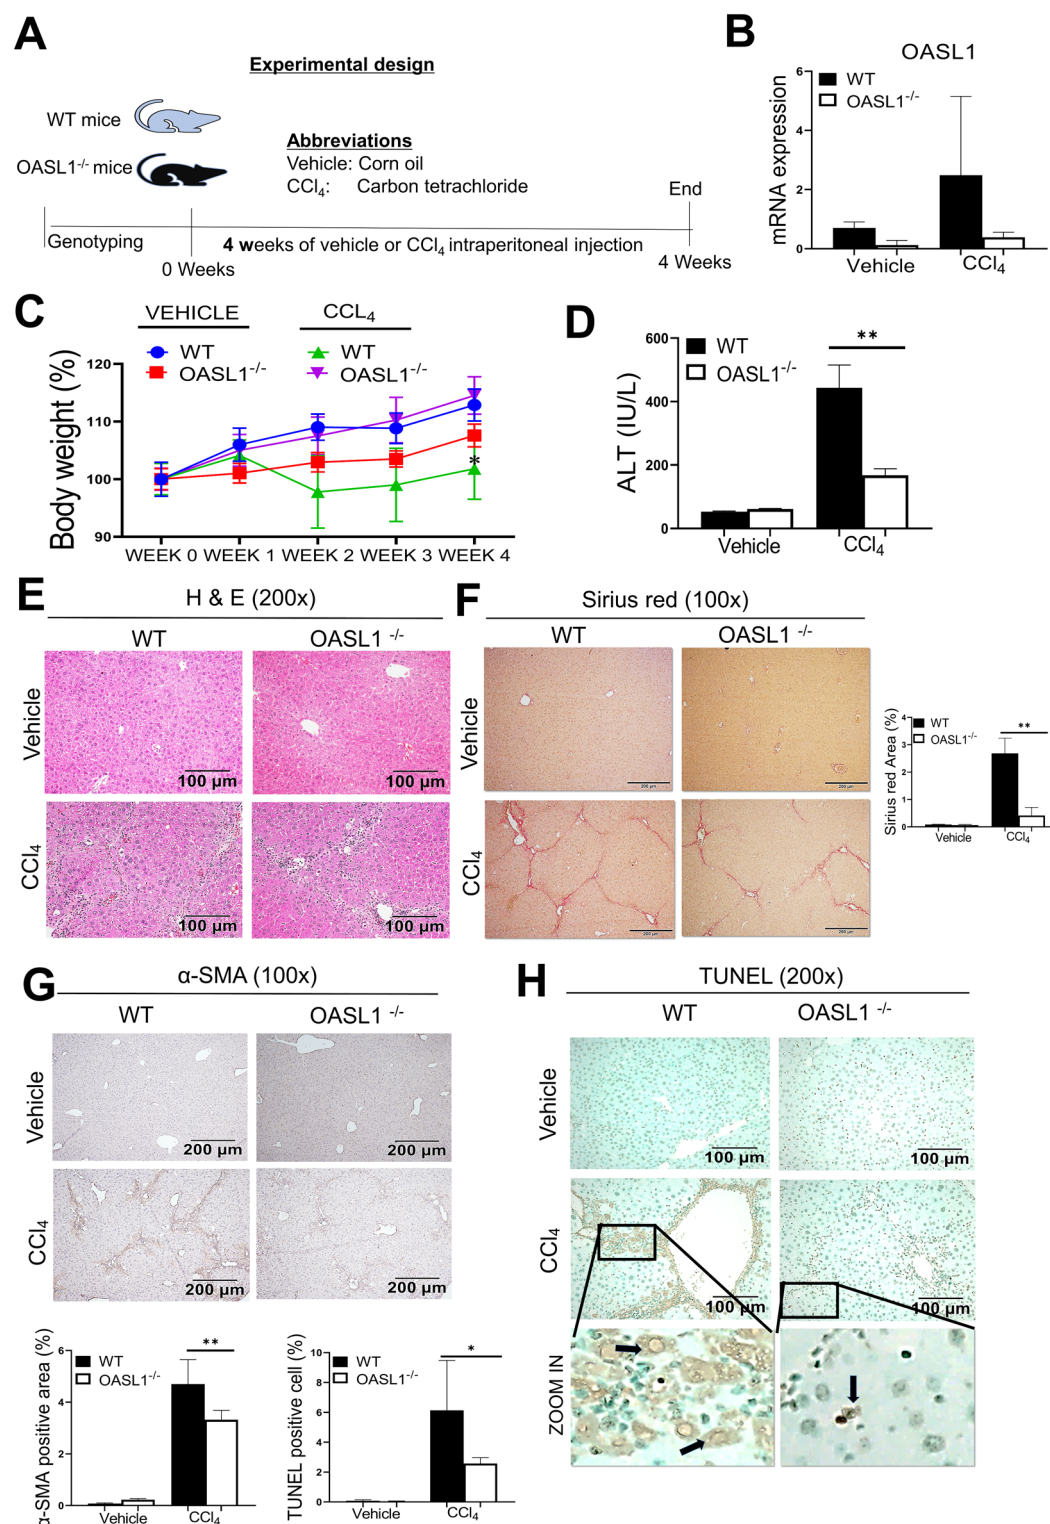 A
Experimental design
WT mice
OASL1-/- mice
Abbreviations
Vehicle: Corn oil
CCl4: Carbon tetrachloride
End
Genotyping
4 weeks of vehicle or CCl4 intraperitoneal injection
0 Weeks
4 Weeks
B
OASL1
WT
OASL1-/-
mRNA expression
6
4
2
0
Vehicle
CCl4
C
VEHICLE
CCL4
WT
OASL1-/-
WT
OASL1-/-
Body weight (%)
120
110
100
90
*
WEEK 0
WEEK 1
WEEK 2
WEEK 3
WEEK 4
D
WT
OASL1-/-
**
ALT (IU/L)
600
400
200
0
Vehicle
CCl4
E
H & E (200x)
WT
OASL1 -/-
Vehicle
100 µm
100 µm
CCl4
100 µm
100 µm
F
Sirius red (100x)
WT
OASL1 -/-
Vehicle
200 µm
200 µm
CCl4
200 µm
200 µm
Sirius red Area (%)
4
3
2
1
0
WT
OASL1-/-
**
Vehicle
CCl4
G
α-SMA (100x)
WT
OASL1 -/-
Vehicle
200 µm
200 µm
CCl4
200 µm
200 µm
α-SMA positive area (%)
6
4
2
0
WT
OASL1-/-
**
Vehicle
CCl4
TUNEL positive cell (%)
10
8
6
4
2
0
WT
OASL1-/-
*
Vehicle
CCl4
H
TUNEL (200x)
WT
OASL1 -/-
Vehicle
100 µm
100µm
CCl4
100 µm
100µm
ZOOM IN